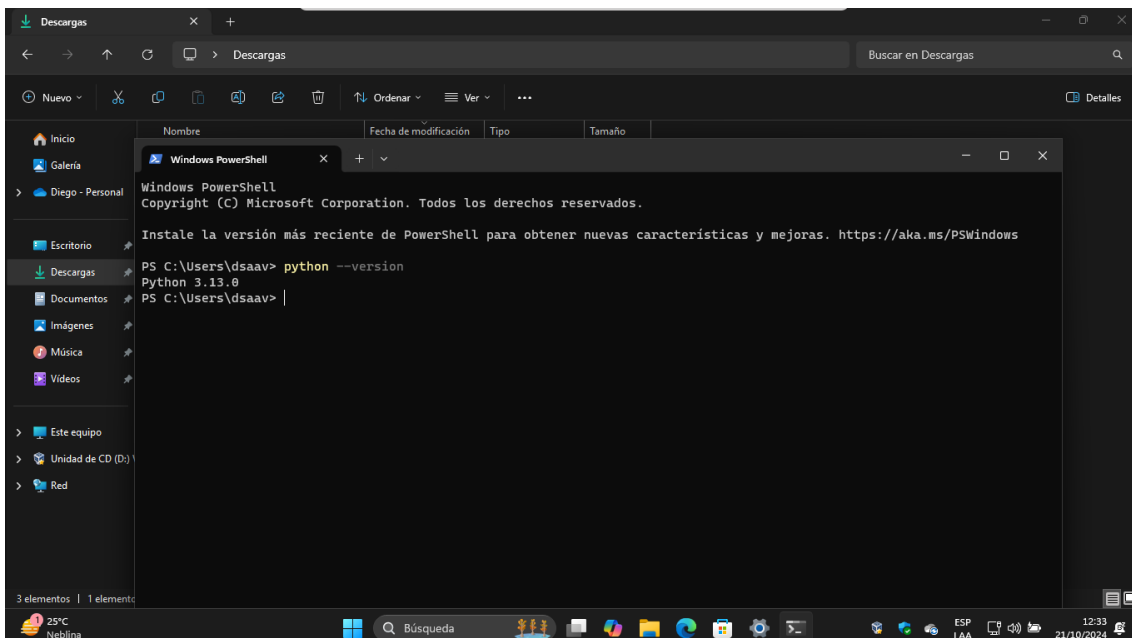 Descargas
Descargas
Buscar en Descargas
Nuevo
Ordenar
Ver
Detalles
Nombre
Fecha de modificación
Tipo
Tamaño
Inicio
Galería
Diego - Personal
Escritorio
Descargas
Documentos
Imágenes
Música
Vídeos
Este equipo
Unidad de CD (D:)
Red
Windows PowerShell
Windows PowerShell
Copyright (C) Microsoft Corporation. Todos los derechos reservados.
Instale la versión más reciente de PowerShell para obtener nuevas características y mejoras. https://aka.ms/PSWindows
PS C:\Users\dsaav> python --version
Python 3.13.0
PS C:\Users\dsaav>
3 elementos | 1 elemento
1
25°C
Neblina
Búsqueda
ESP
LAA
12:33
21/10/2024